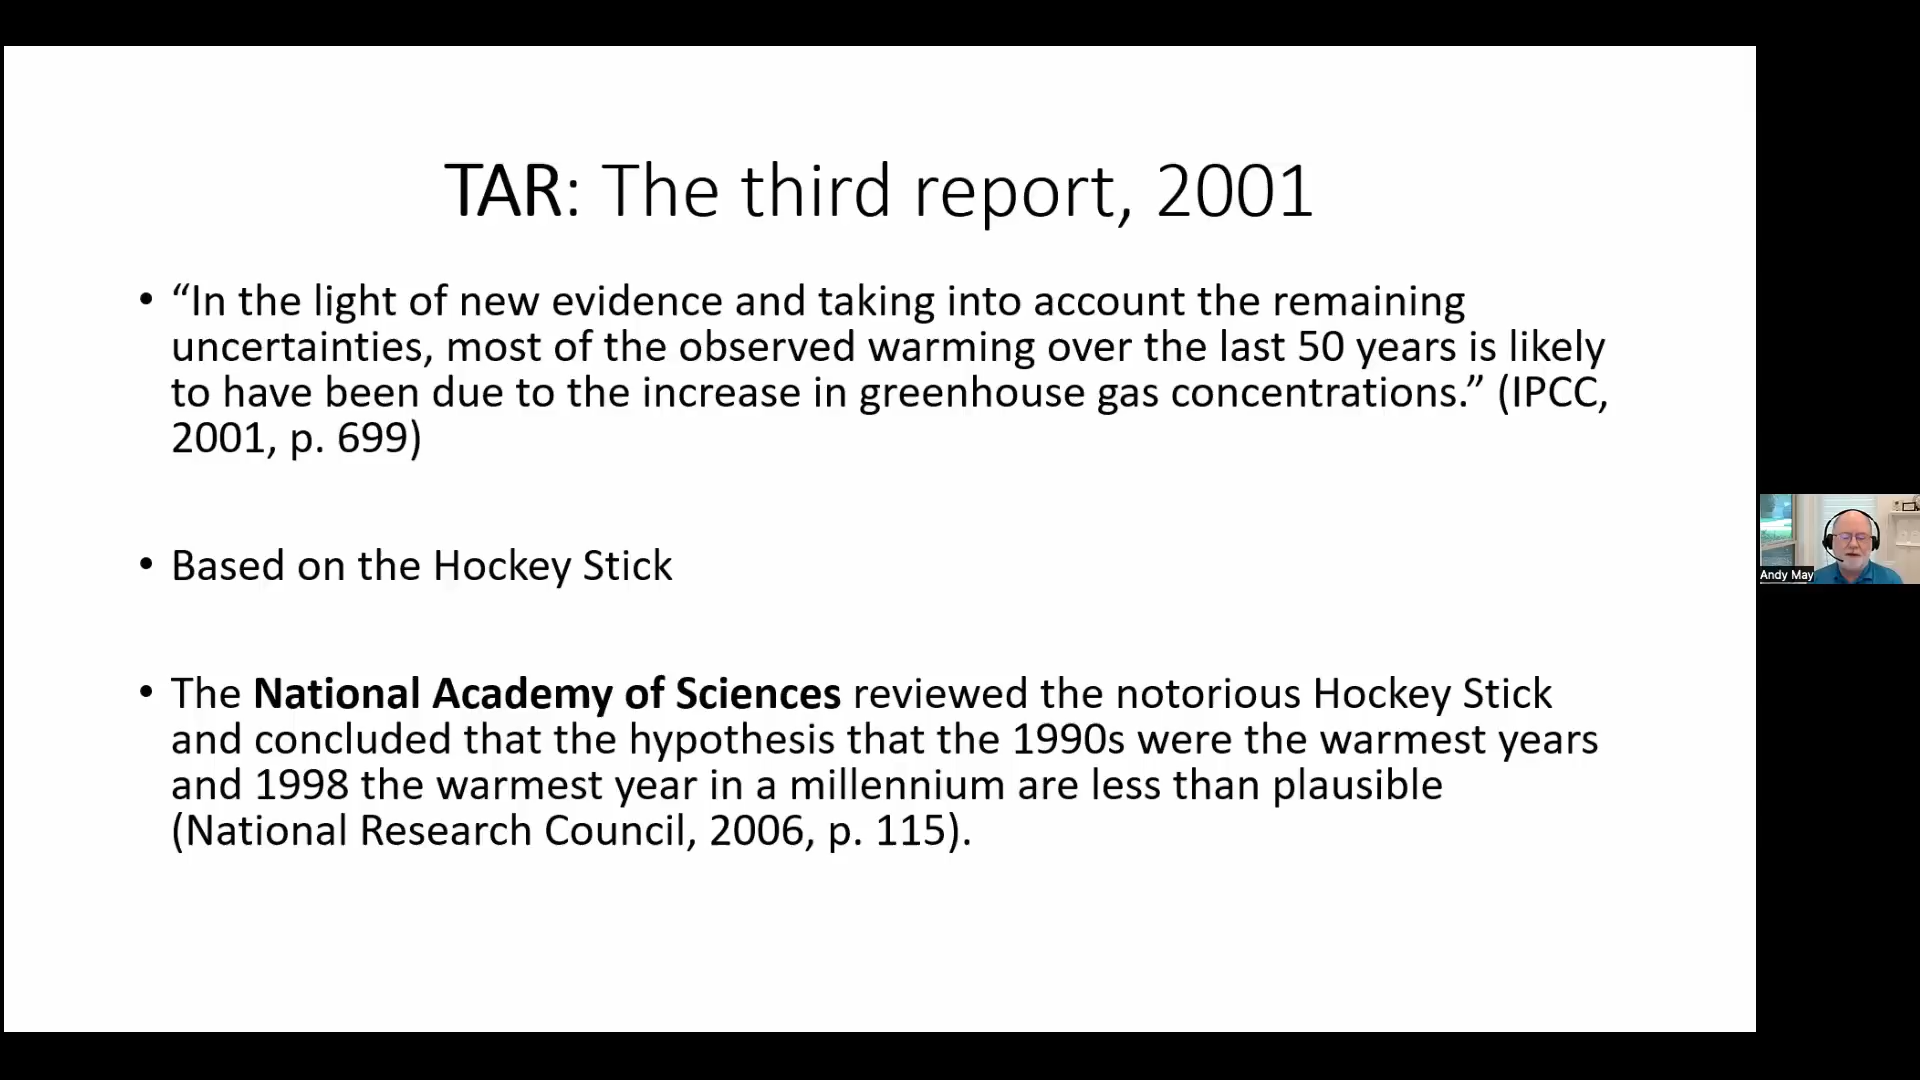 TAR: The third report, 2001
• “In the light of new evidence and taking into account the remaining
uncertainties, most of the observed warming over the last 50 years is likely
to have been due to the increase in greenhouse gas concentrations.” (IPCC,
2001, p. 699)
• Based on the Hockey Stick
• The National Academy of Sciences reviewed the notorious Hockey Stick
and concluded that the hypothesis that the 1990s were the warmest years
and 1998 the warmest year in a millennium are less than plausible
(National Research Council, 2006, p. 115).
Andy May